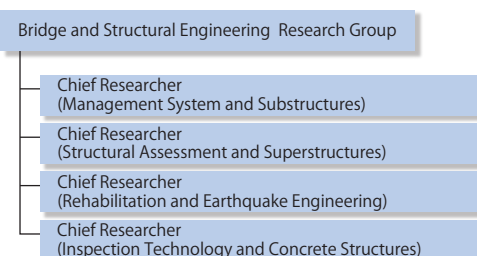 Bridge and Structural Engineering Research Group
Chief Researcher
(Management System and Substructures)
Chief Researcher
(Structural Assessment and Superstructures)
Chief Researcher
(Rehabilitation and Earthquake Engineering)
Chief Researcher
(Inspection Technology and Concrete Structures)